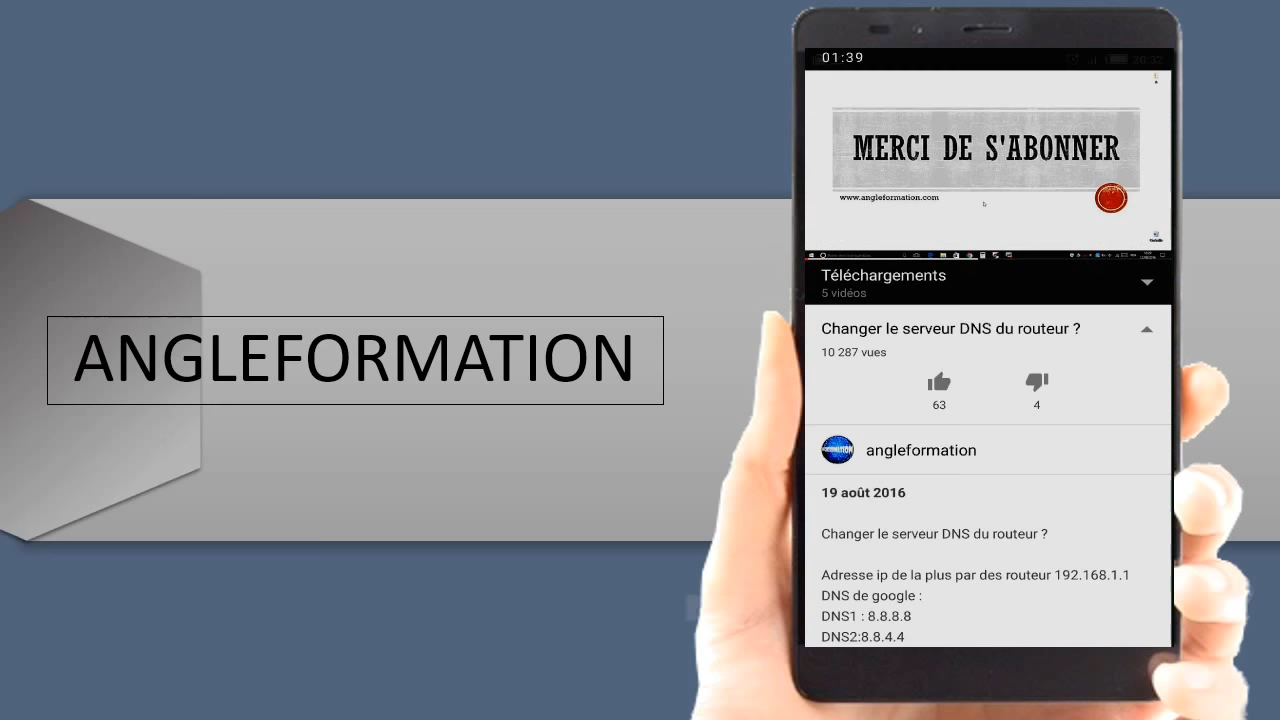 ANGLEFORMATION
01:39
MERCI DE S'ABONNER
www.angleformation.com
Téléchargements
5 vidéos
Changer le serveur DNS du routeur ?
10 287 vues
63
4
angleformation
19 août 2016
Changer le serveur DNS du routeur ?
Adresse ip de la plus par des routeur 192.168.1.1
DNS de google :
DNS1 : 8.8.8.8
DNS2:8.8.4.4